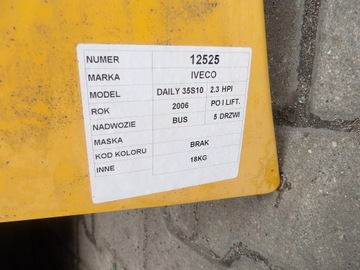 NUMER 12525
MARKA IVECO
MODEL DAILY 35S10 2.3 HPI
ROK 2006 PO I LIFT.
NADWOZIE BUS 5 DRZWI
MASKA
KOD KOLORU BRAK
INNE 18KG